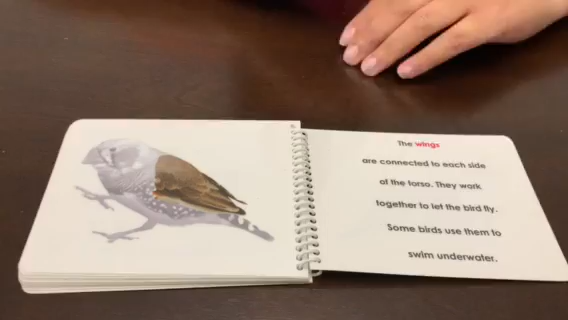 The wings
are connected to each side
of the torso. They work
together to let the bird fly.
Some birds use them to
swim underwater.